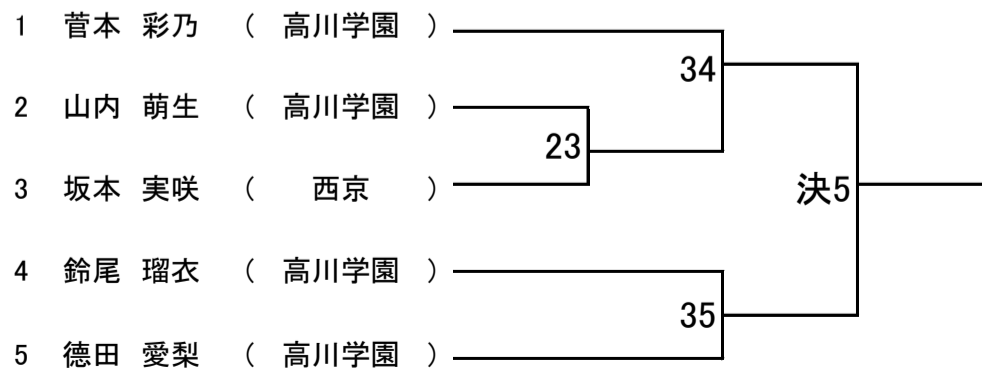 1 菅本 彩乃 ( 高川学園 )
34
2 山内 萌生 ( 高川学園 )
23
3 坂本 実咲 ( 西京 )
決5
4 鈴尾 瑠衣 ( 高川学園 )
35
5 德田 愛梨 ( 高川学園 )